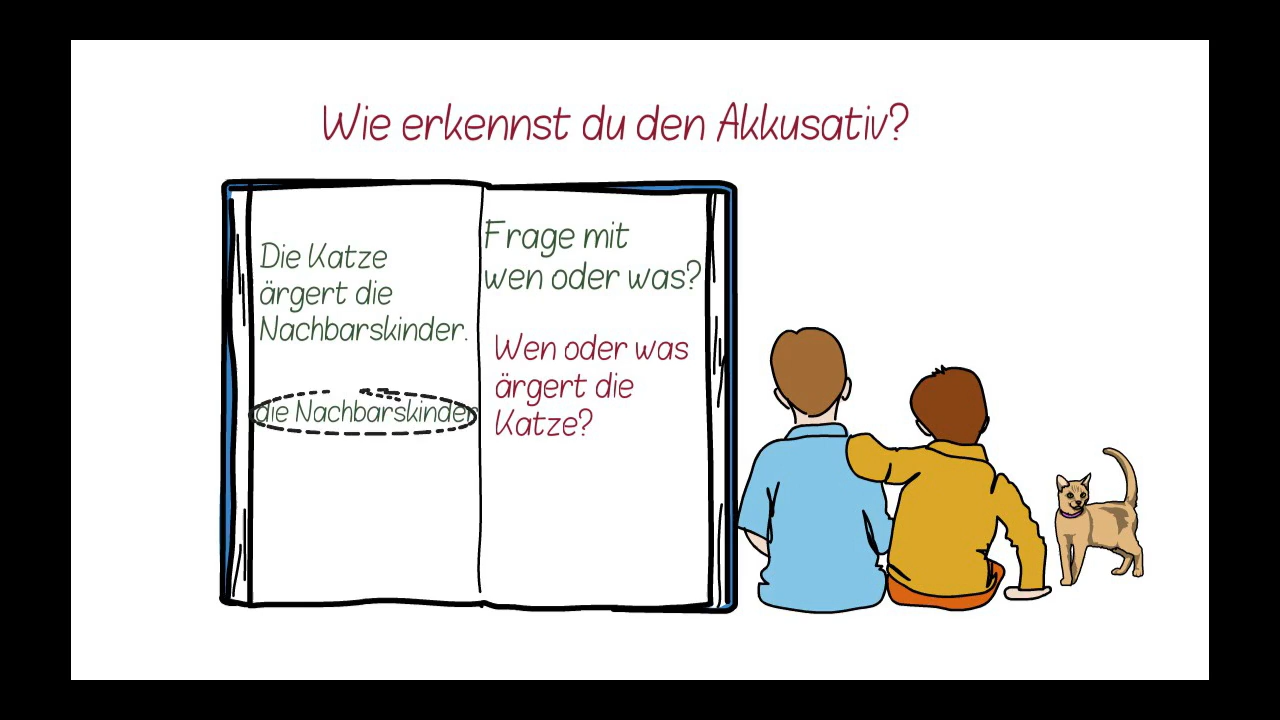 Wie erkennst du den Akkusativ?
Die Katze
ärgert die
Nachbarskinder.
die Nachbarskinder
Frage mit
wen oder was?
Wen oder was
ärgert die
Katze?